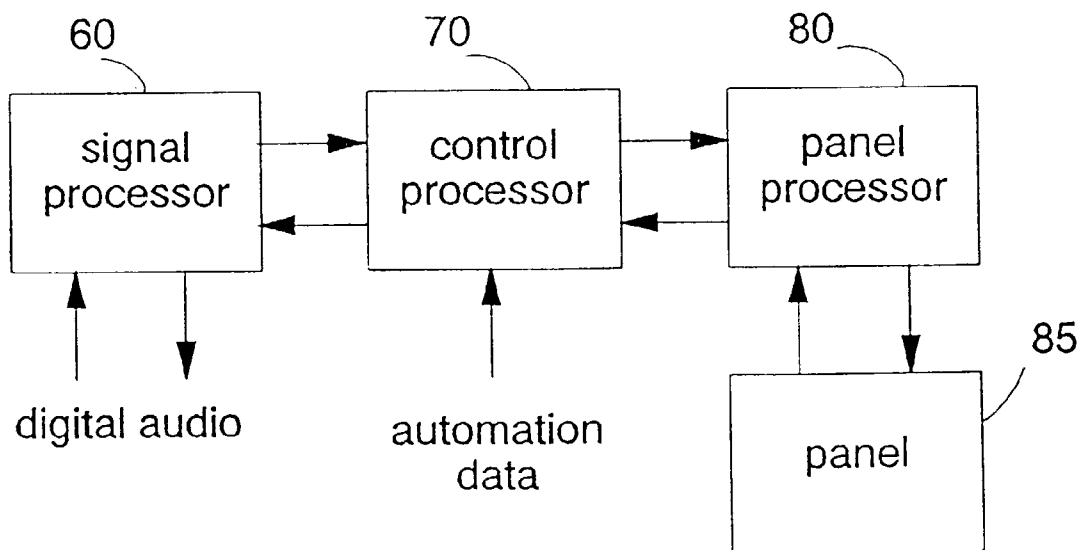 60
70
80
signal
processor
control
processor
panel
processor
85
digital audio
automation
data
panel